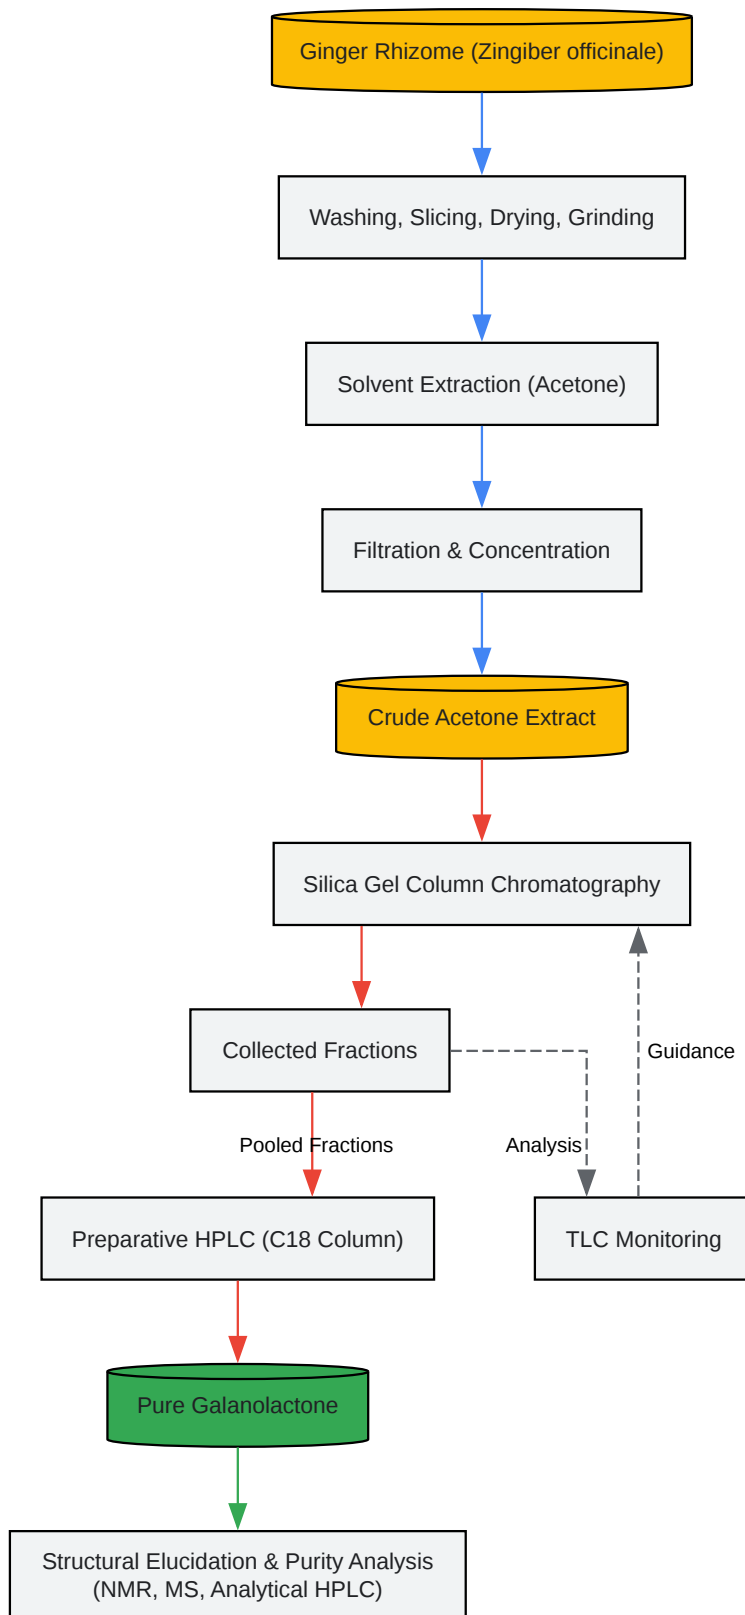 Ginger Rhizome (Zingiber officinale)
Washing, Slicing, Drying, Grinding
Solvent Extraction (Acetone)
Filtration & Concentration
Crude Acetone Extract
Silica Gel Column Chromatography
Collected Fractions
Guidance
Pooled Fractions
Analysis
Preparative HPLC (C18 Column)
TLC Monitoring
Pure Galanolactone
Structural Elucidation & Purity Analysis
(NMR, MS, Analytical HPLC)